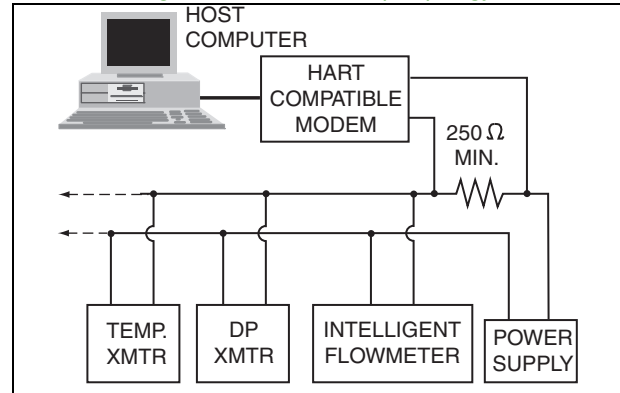 HOST
COMPUTER
HART
COMPATIBLE
MODEM
250 Ω
MIN.
TEMP.
XMTR
DP
XMTR
INTELLIGENT
FLOWMETER
POWER
SUPPLY